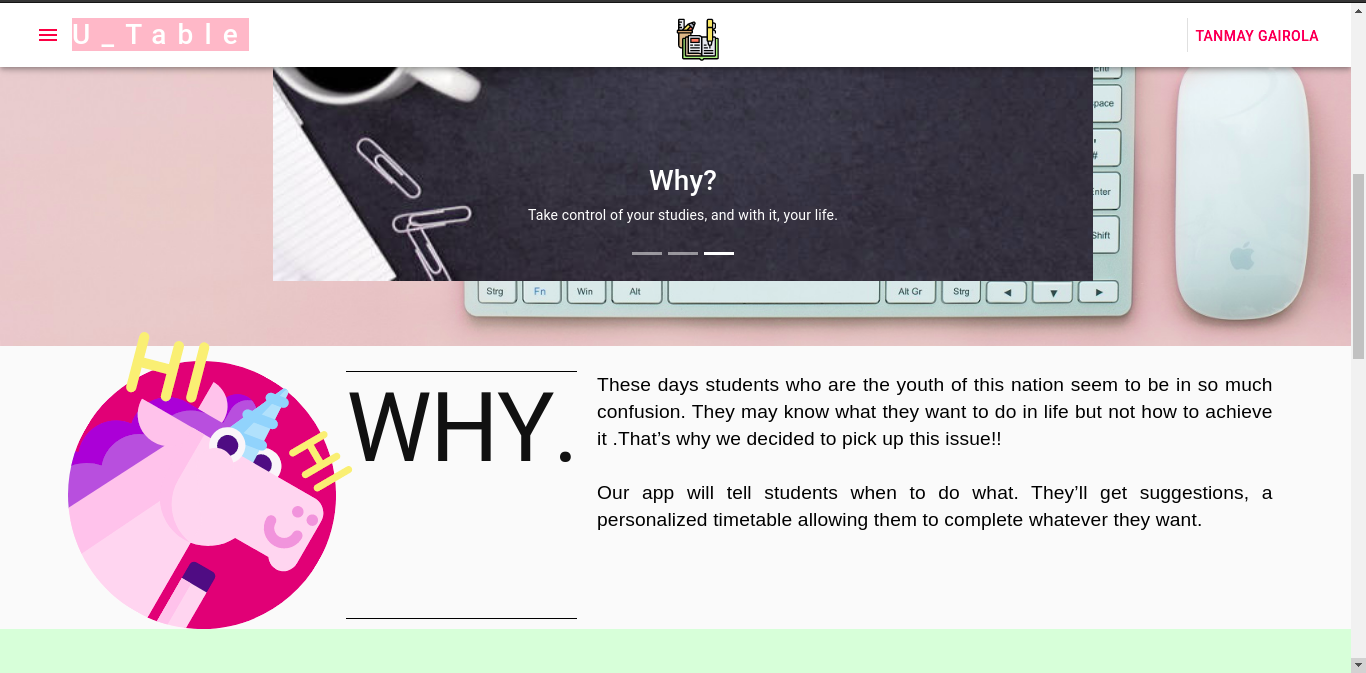 U_Table
TANMAY GAIROLA
Ente
space
#
Enter
Shift
Why?
Take control of your studies, and with it, your life.
Strg Fn Win Alt Alt Gr Strg
HI
HI
WHY.
These days students who are the youth of this nation seem to be in so much
confusion. They may know what they want to do in life but not how to achieve
it .That’s why we decided to pick up this issue!!
Our app will tell students when to do what. They’ll get suggestions, a
personalized timetable allowing them to complete whatever they want.